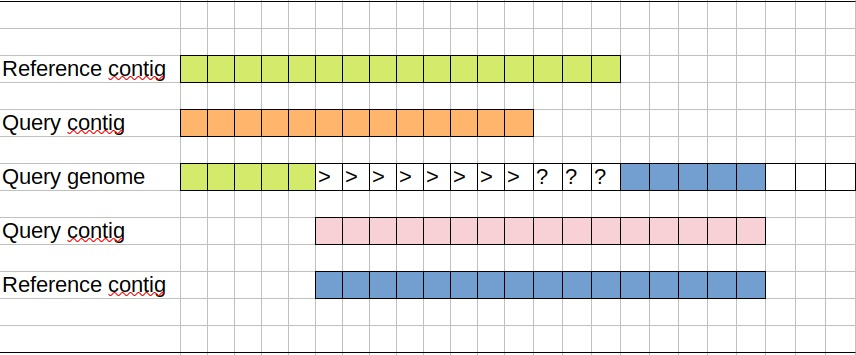 Reference contig
Query contig
Query genome > > > > > > > > ? ? ?
Query contig
Reference contig